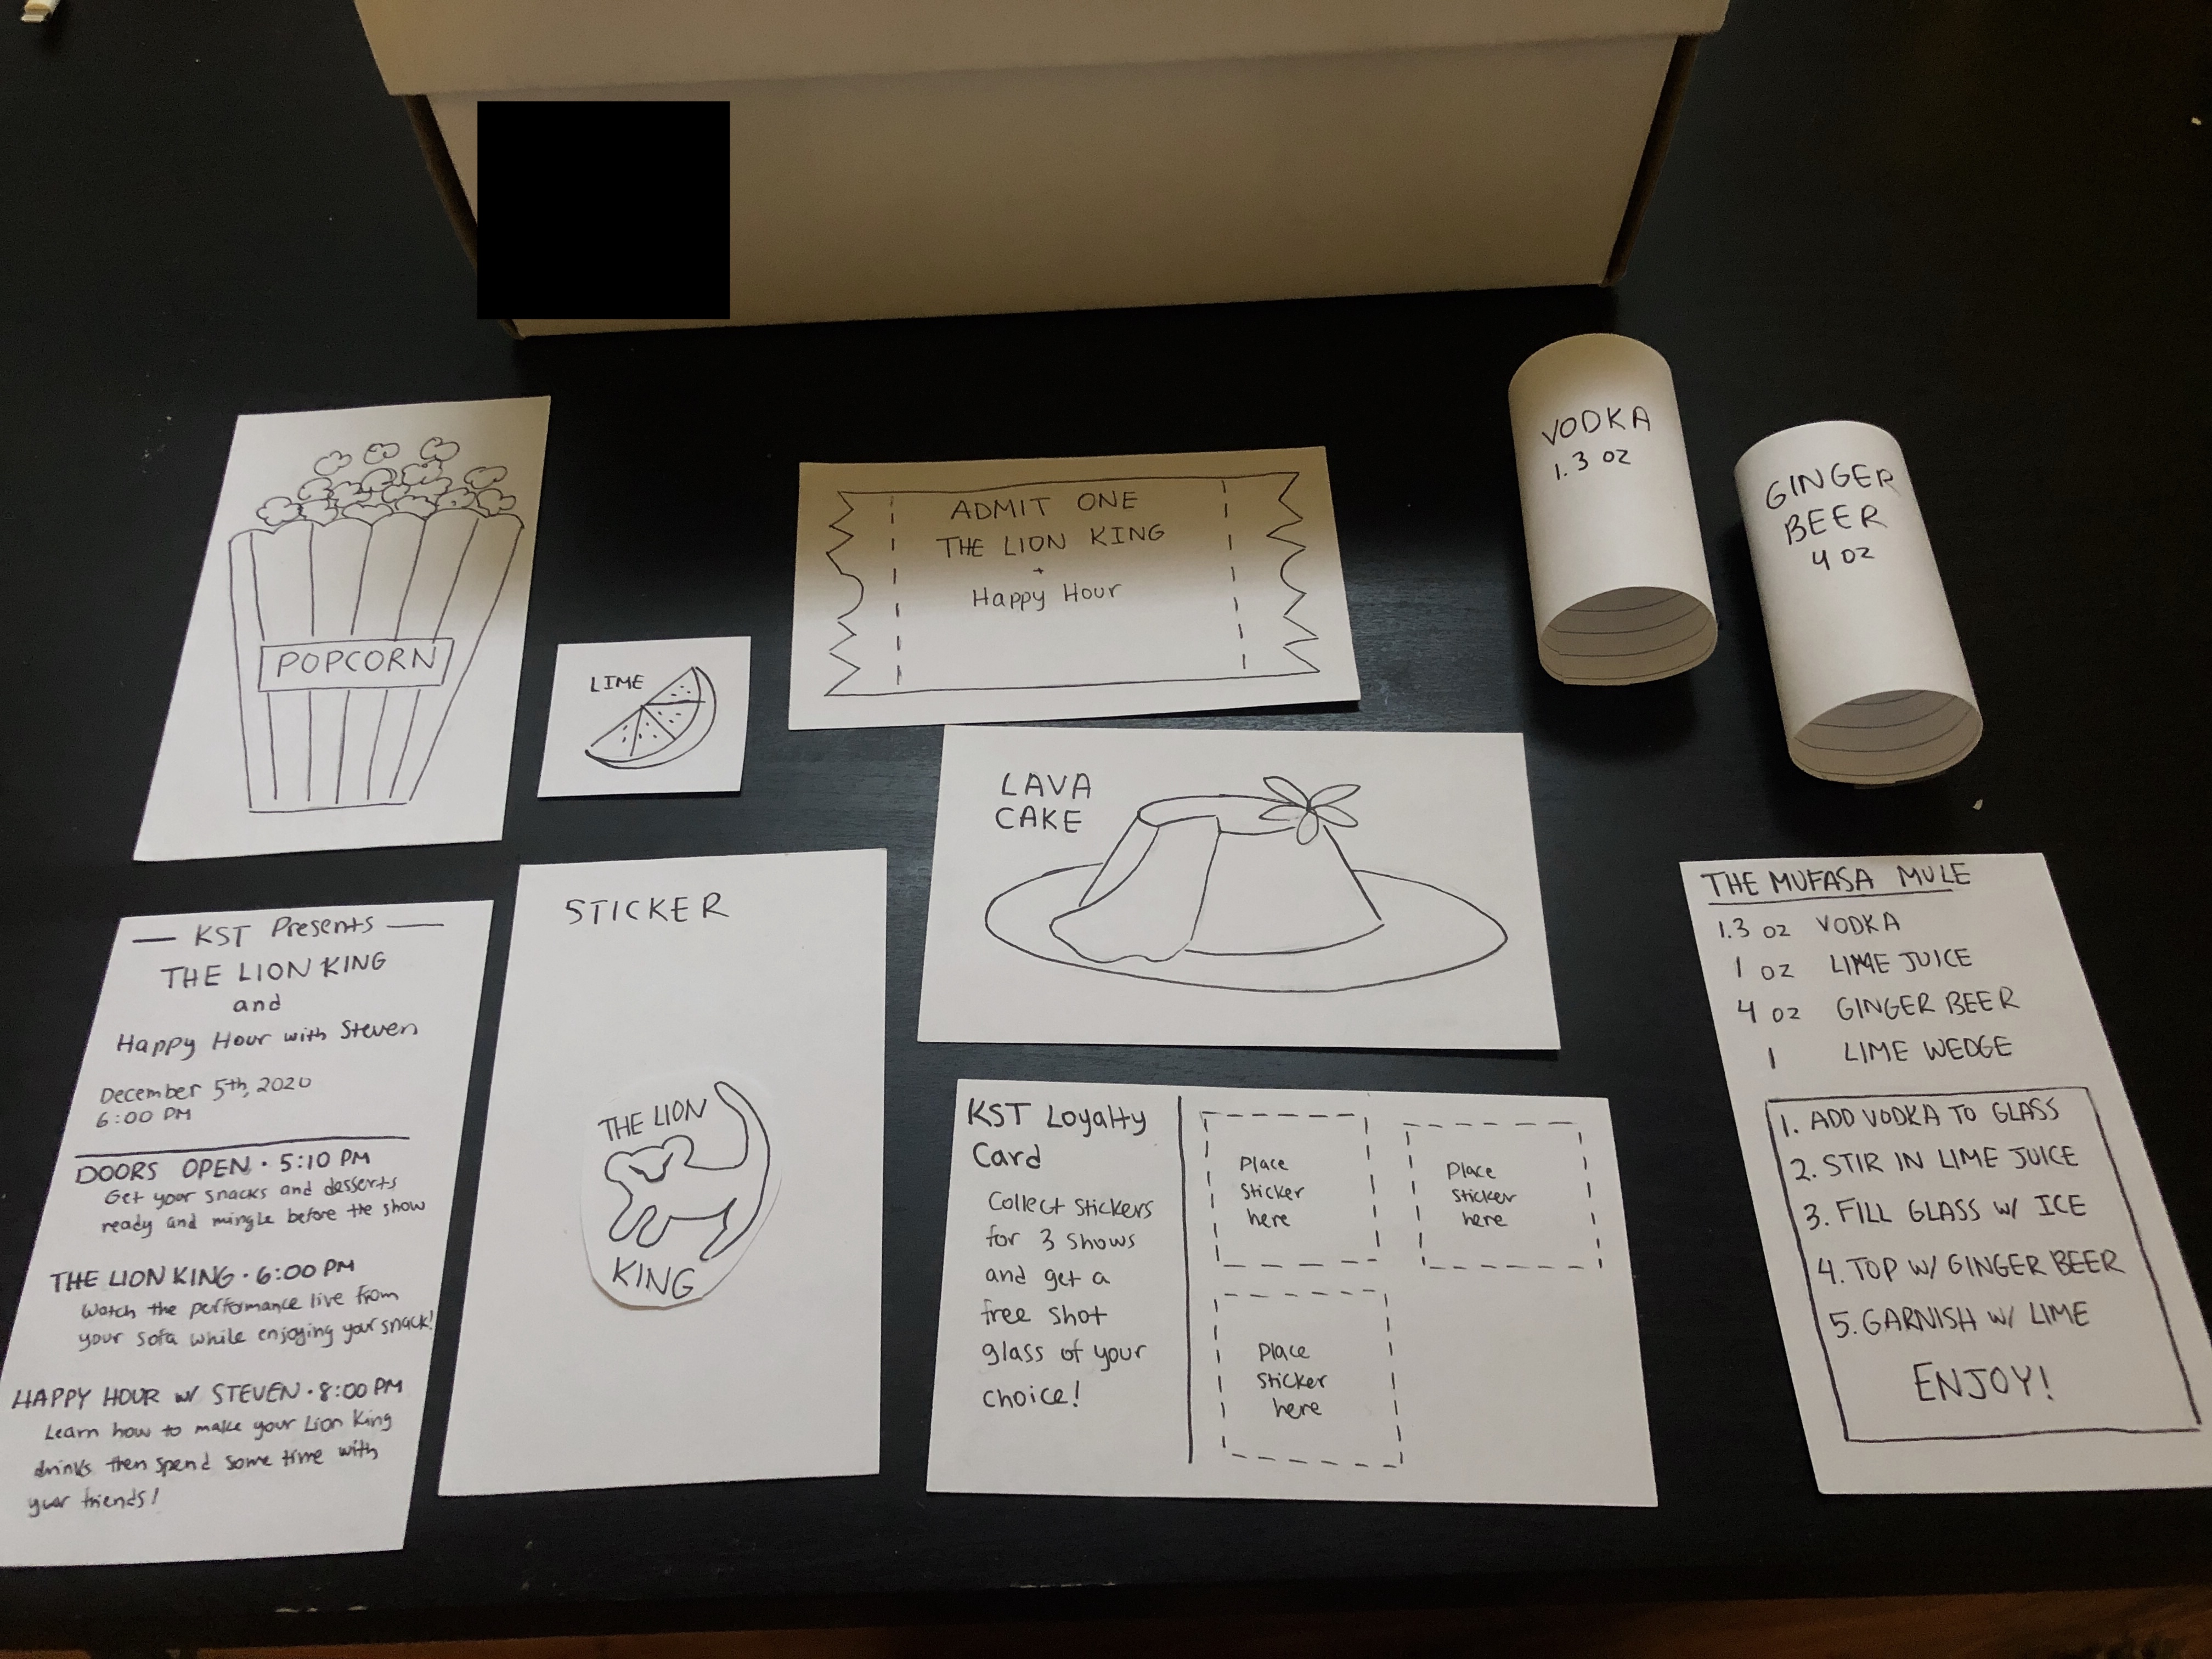 POPCORN
LIME
ADMIT ONE
THE LION KING
+
Happy Hour
VODKA
1.3 OZ
GINGER
BEER
4 OZ
LAVA
CAKE
— KST Presents —
THE LION KING
and
Happy Hour with Steven
December 5th, 2020
6:00 PM
DOORS OPEN · 5:10 PM
Get your snacks and desserts
ready and mingle before the show
THE LION KING · 6:00 PM
Watch the performance live from
your sofa while enjoying your snack!
HAPPY HOUR w/ STEVEN · 8:00 PM
Learn how to make your Lion King
drinks then spend some time with
your friends!
STICKER
THE LION
KING
KST Loyalty
Card
Collect stickers
for 3 shows
and get a
free shot
glass of your
choice!
Place
sticker
here
Place
sticker
here
Place
sticker
here
THE MUFASA MULE
1.3 oz VODKA
1 oz LIME JUICE
4 oz GINGER BEER
1 LIME WEDGE
1. ADD VODKA TO GLASS
2. STIR IN LIME JUICE
3. FILL GLASS w/ ICE
4. TOP w/ GINGER BEER
5. GARNISH w/ LIME
ENJOY!